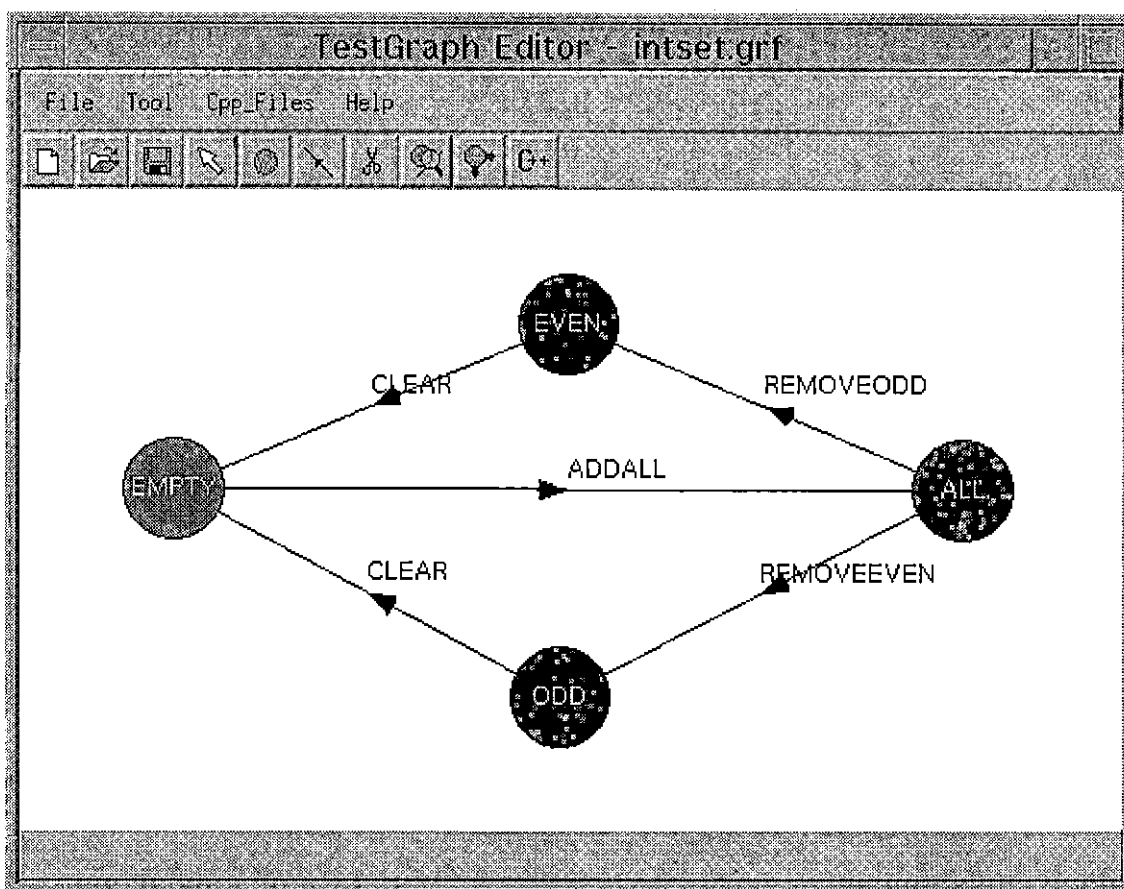 TestGraph Editor - intset.grf
File Tool Cpp_Files Help
C++
EVEN
CLEAR
REMOVEODD
ADDALL
EMPTY
ALL
CLEAR
REMOVEEVEN
ODD